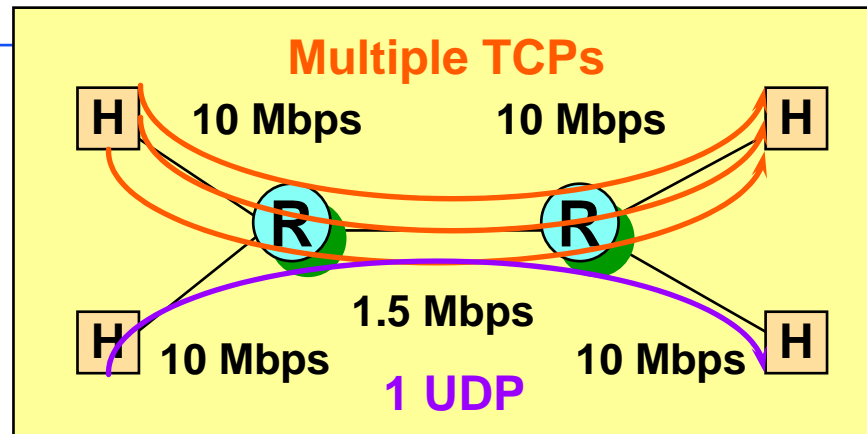 Multiple TCPs
H 10 Mbps 10 Mbps H
R R
1.5 Mbps
H 10 Mbps 10 Mbps H
1 UDP